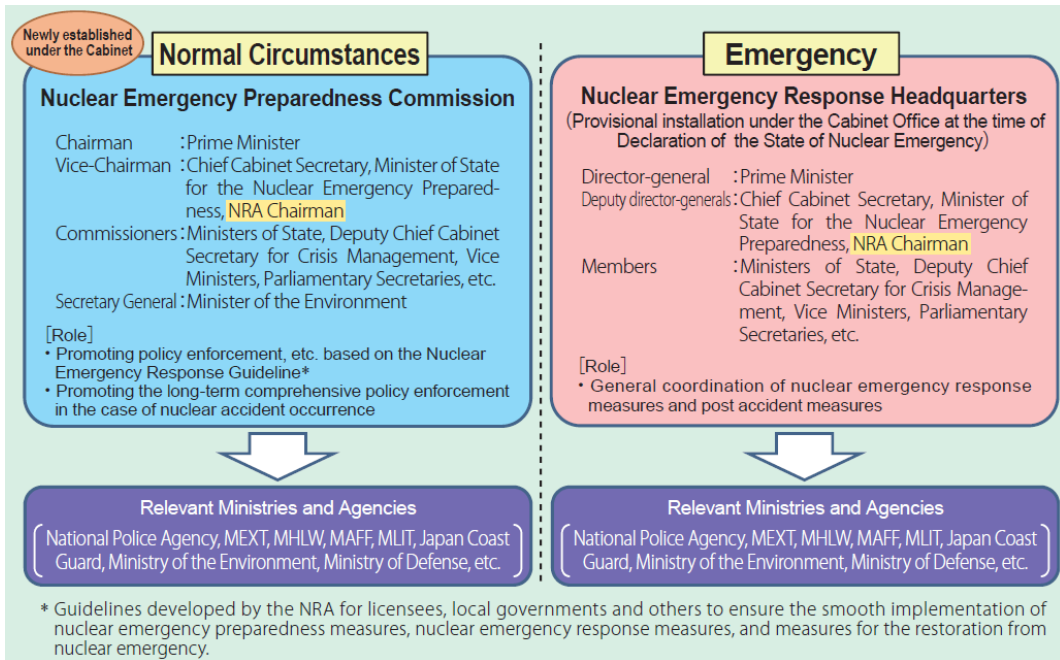 Newly established
under the Cabinet
Normal Circumstances
Nuclear Emergency Preparedness Commission
Chairman : Prime Minister
Vice-Chairman : Chief Cabinet Secretary, Minister of State
for the Nuclear Emergency Prepared-
ness, NRA Chairman
Commissioners : Ministers of State, Deputy Chief Cabinet
Secretary for Crisis Management, Vice
Ministers, Parliamentary Secretaries, etc.
Secretary General : Minister of the Environment
[Role]
・Promoting policy enforcement, etc. based on the Nuclear
Emergency Response Guideline*
・Promoting the long-term comprehensive policy enforcement
in the case of nuclear accident occurrence
Relevant Ministries and Agencies
National Police Agency, MEXT, MHLW, MAFF, MLIT, Japan Coast
Guard, Ministry of the Environment, Ministry of Defense, etc.
Emergency
Nuclear Emergency Response Headquarters
(Provisional installation under the Cabinet Office at the time of
Declaration of the State of Nuclear Emergency)
Director-general : Prime Minister
Deputy director-generals : Chief Cabinet Secretary, Minister of
State for the Nuclear Emergency
Preparedness, NRA Chairman
Members : Ministers of State, Deputy Chief
Cabinet Secretary for Crisis Manage-
ment, Vice Ministers, Parliamentary
Secretaries, etc.
[Role]
・General coordination of nuclear emergency response
measures and post accident measures
Relevant Ministries and Agencies
National Police Agency, MEXT, MHLW, MAFF, MLIT, Japan Coast
Guard, Ministry of the Environment, Ministry of Defense, etc.
* Guidelines developed by the NRA for licensees, local governments and others to ensure the smooth implementation of
nuclear emergency preparedness measures, nuclear emergency response measures, and measures for the restoration from
nuclear emergency.